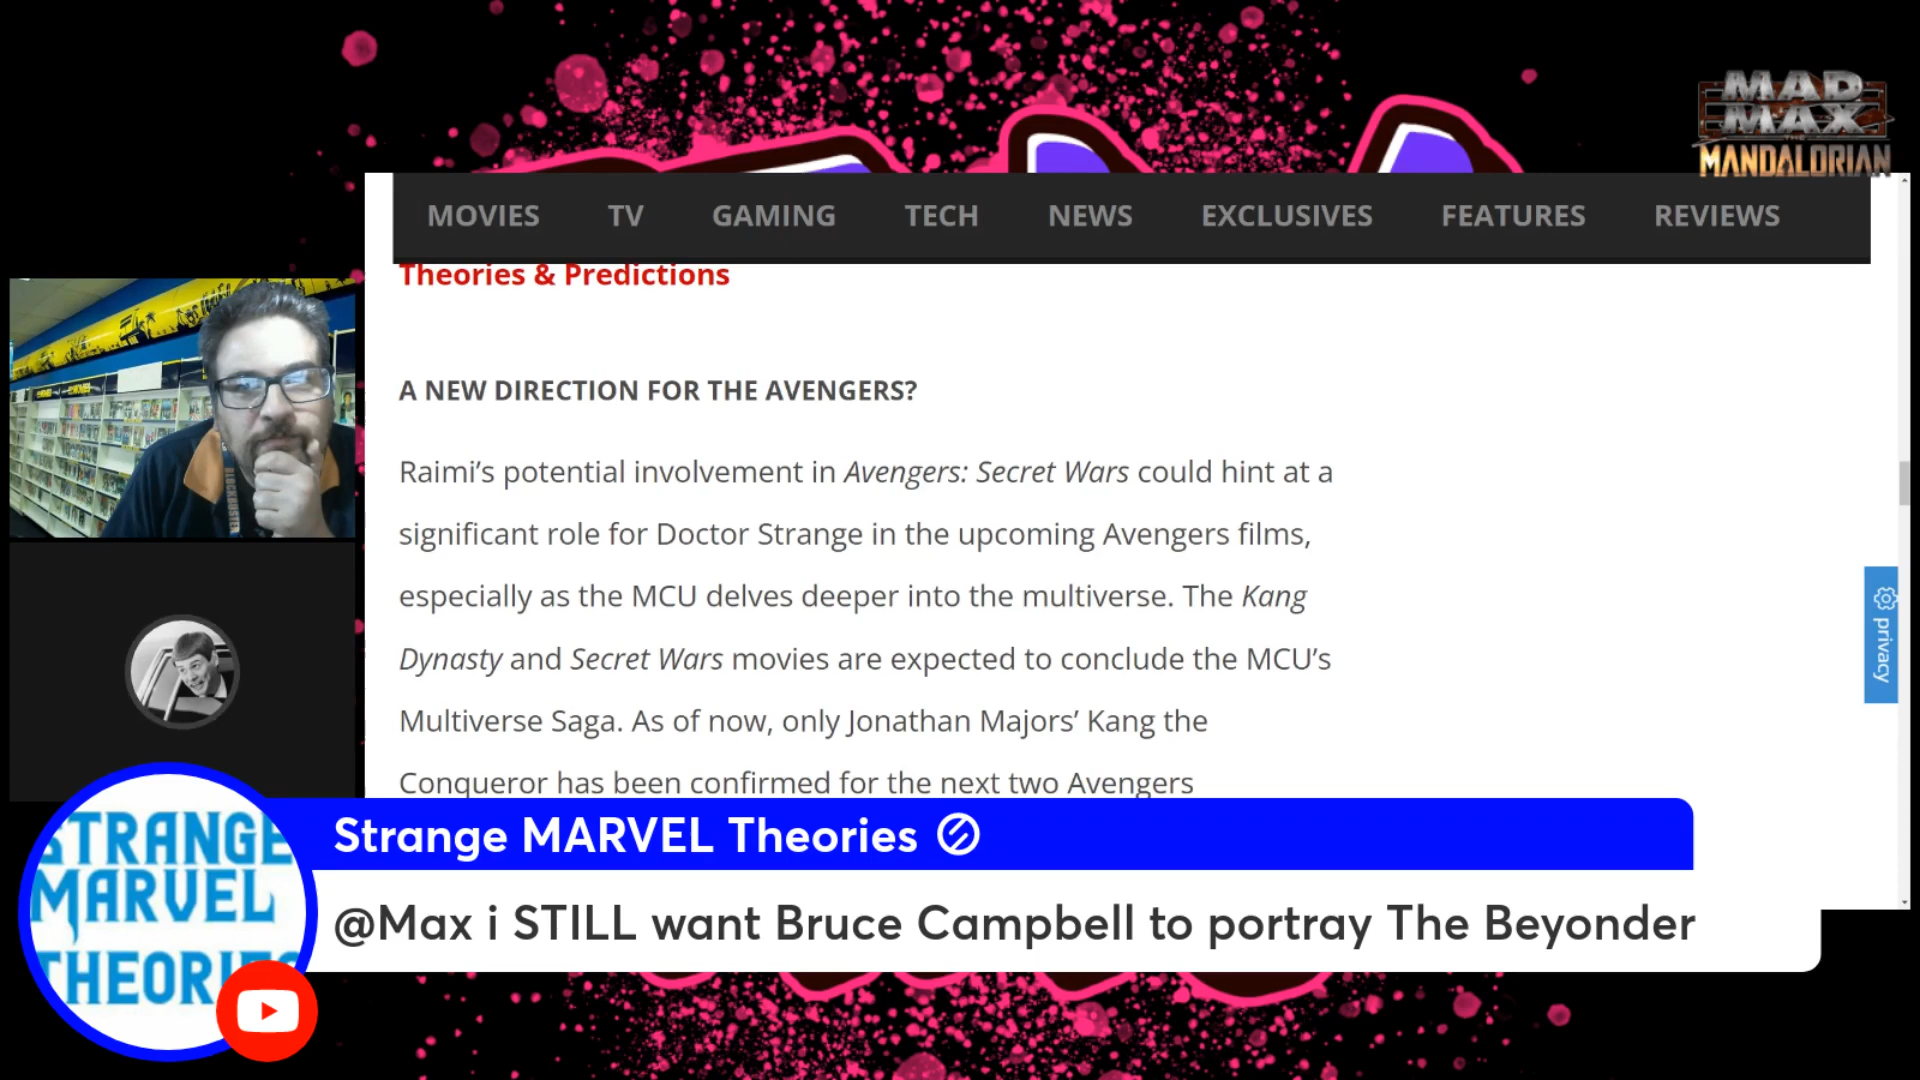 MAD
MAX
THE
MANDALORIAN
MOVIES TV GAMING TECH NEWS EXCLUSIVES FEATURES REVIEWS
Theories & Predictions
A NEW DIRECTION FOR THE AVENGERS?
Raimi’s potential involvement in Avengers: Secret Wars could hint at a
significant role for Doctor Strange in the upcoming Avengers films,
especially as the MCU delves deeper into the multiverse. The Kang
Dynasty and Secret Wars movies are expected to conclude the MCU’s
Multiverse Saga. As of now, only Jonathan Majors’ Kang the
Conqueror has been confirmed for the next two Avengers
privacy
BLOCKBUSTER
STRANGE
MARVEL
THEORIES
Strange MARVEL Theories
@Max i STILL want Bruce Campbell to portray The Beyonder